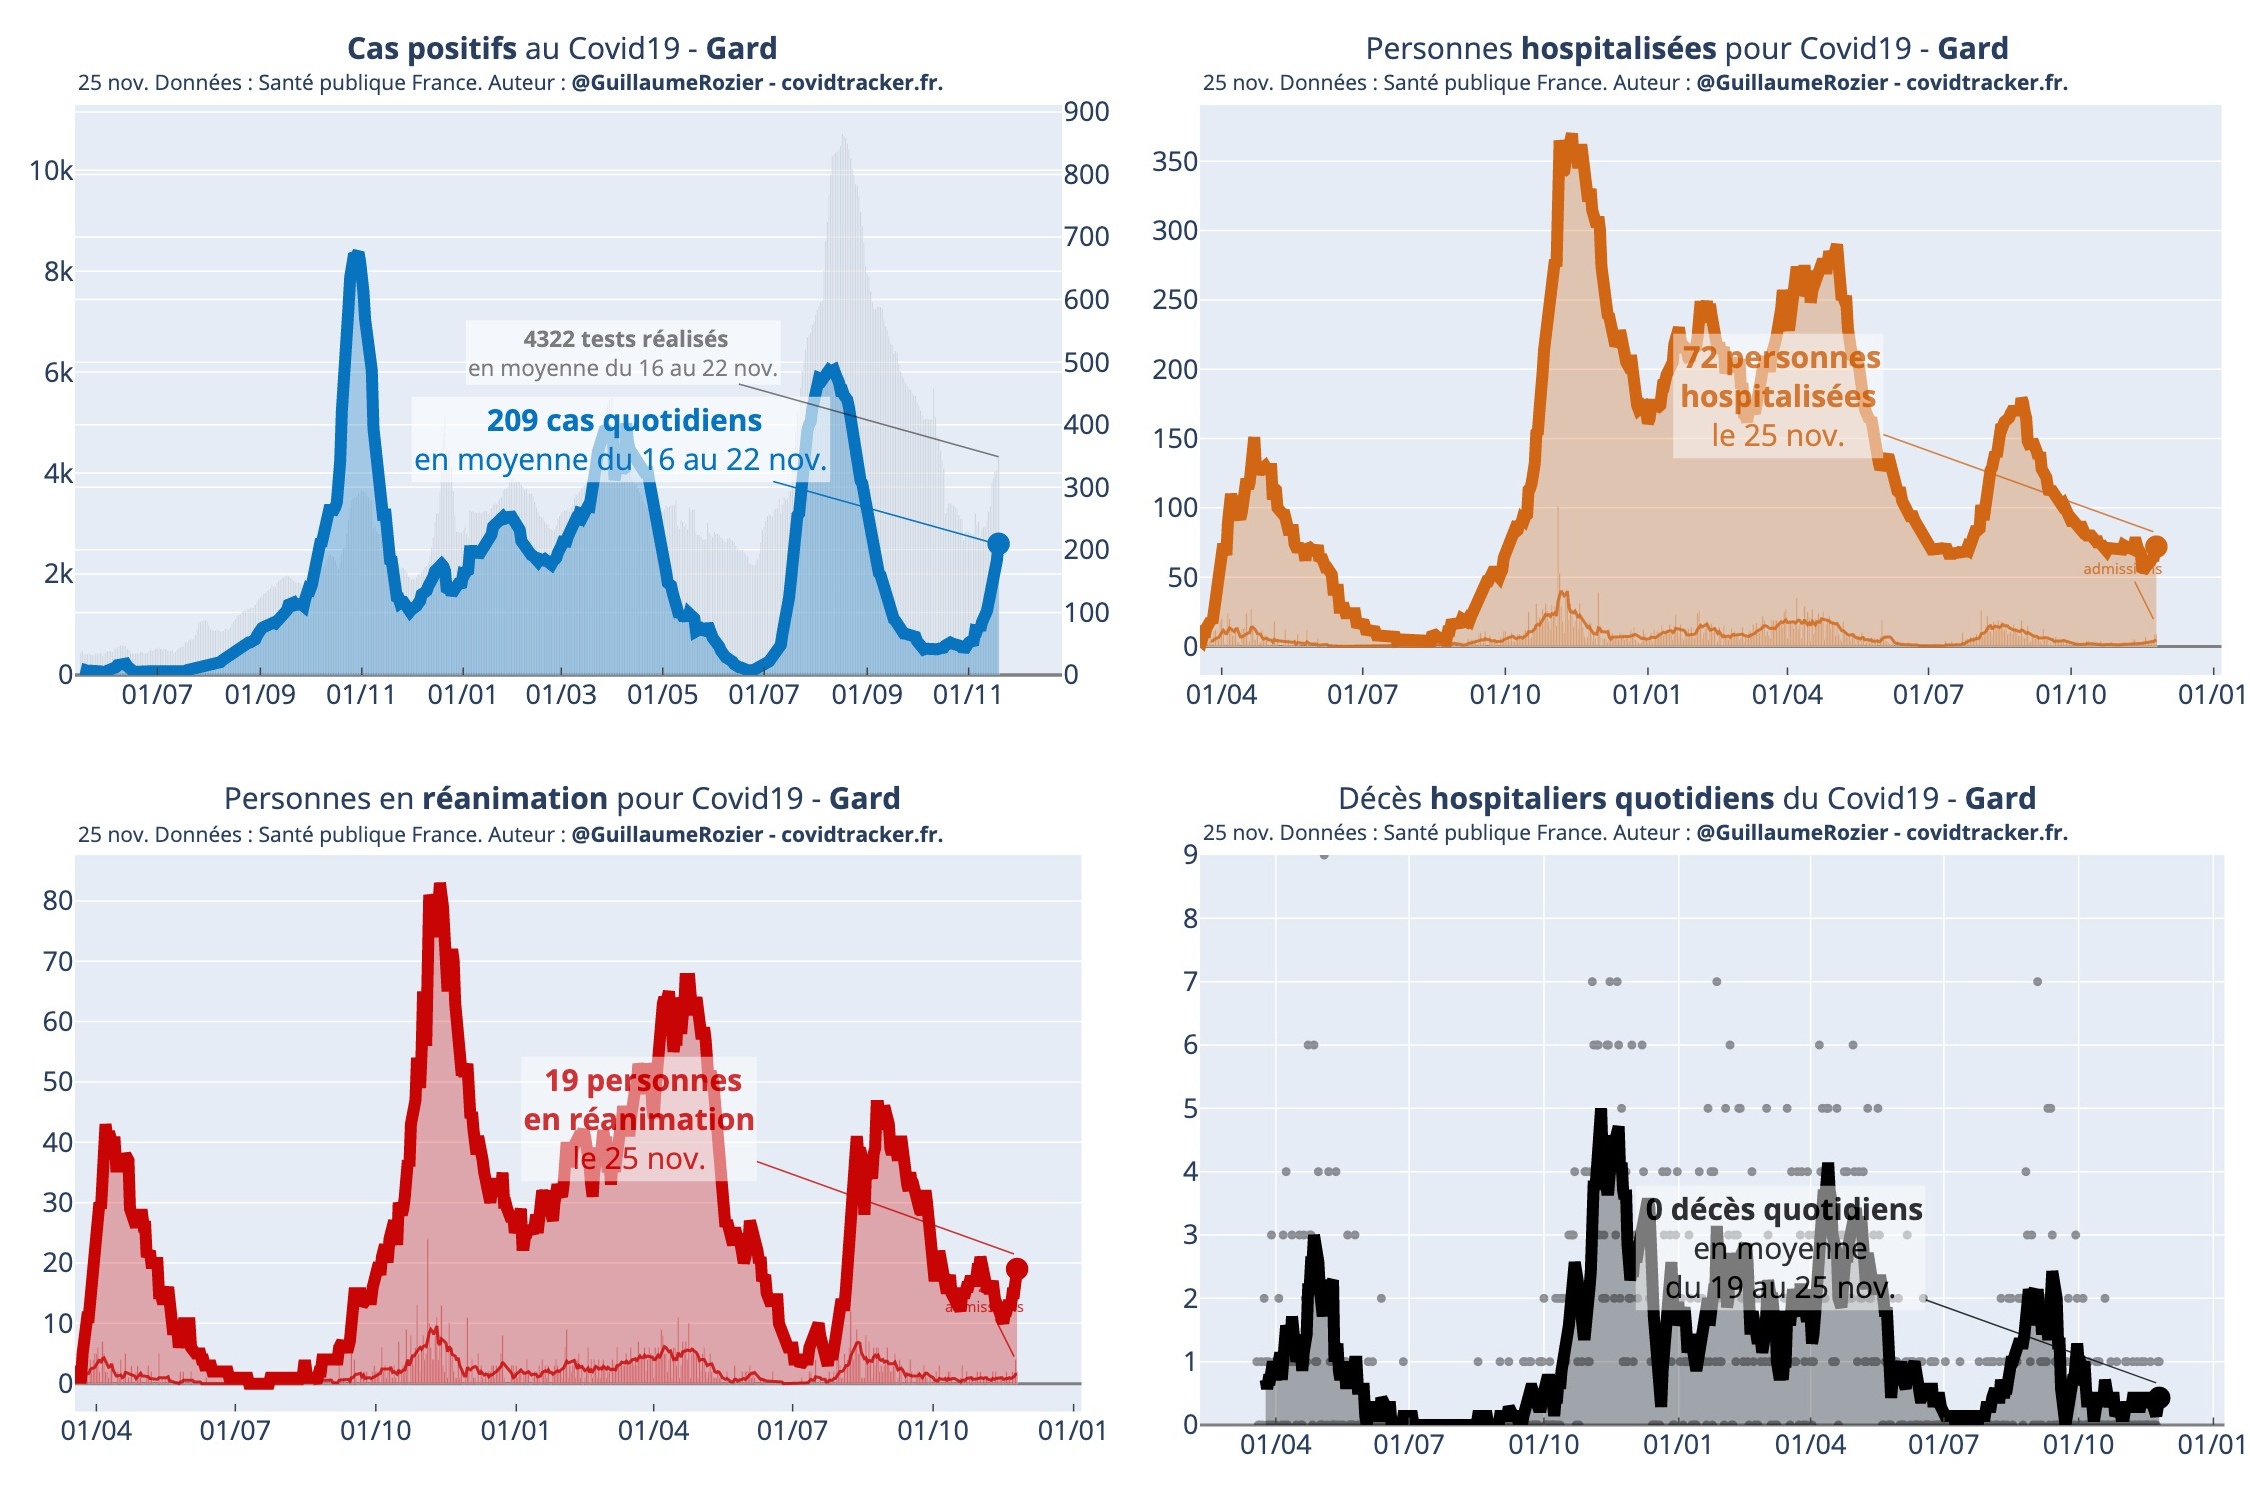 Cas positifs au Covid19 - Gard
25 nov. Données : Santé publique France. Auteur : @GuillaumeRozier - covidtracker.fr.
10k
8k
6k
4k
2k
0
900
800
700
600
500
400
300
200
100
0
4322 tests réalisés
en moyenne du 16 au 22 nov.
209 cas quotidiens
en moyenne du 16 au 22 nov.
01/07 01/09 01/11 01/01 01/03 01/05 01/07 01/09 01/11
Personnes hospitalisées pour Covid19 - Gard
25 nov. Données : Santé publique France. Auteur : @GuillaumeRozier - covidtracker.fr.
350
300
250
200
150
100
50
0
72 personnes
hospitalisées
le 25 nov.
admissions
01/04 01/07 01/10 01/01 01/04 01/07 01/10 01/01
Personnes en réanimation pour Covid19 - Gard
25 nov. Données : Santé publique France. Auteur : @GuillaumeRozier - covidtracker.fr.
80
70
60
50
40
30
20
10
0
19 personnes
en réanimation
le 25 nov.
admissions
01/04 01/07 01/10 01/01 01/04 01/07 01/10 01/01
Décès hospitaliers quotidiens du Covid19 - Gard
25 nov. Données : Santé publique France. Auteur : @GuillaumeRozier - covidtracker.fr.
9
8
7
6
5
4
3
2
1
0
0 décès quotidiens
en moyenne
du 19 au 25 nov.
01/04 01/07 01/10 01/01 01/04 01/07 01/10 01/01